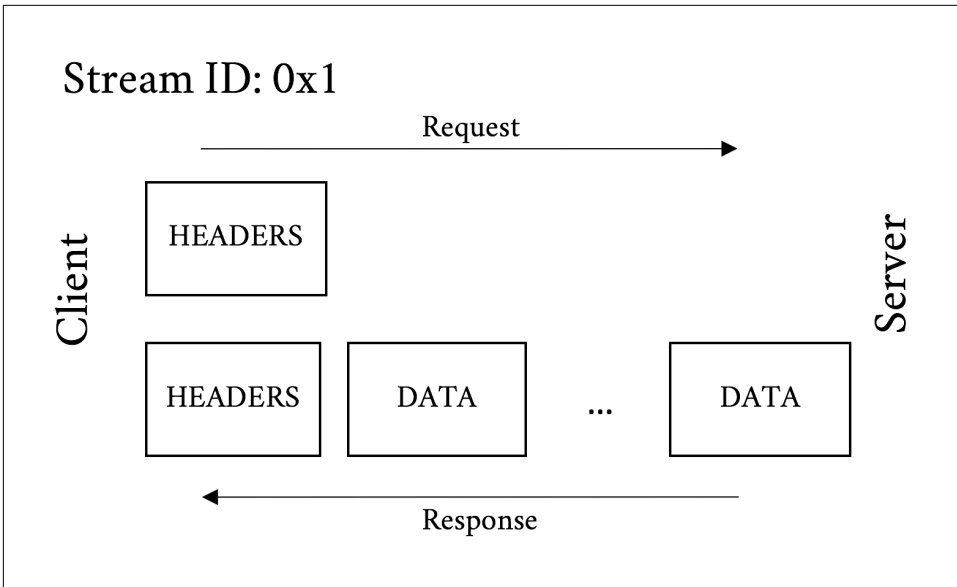 Stream ID: 0x1
Request
Client
HEADERS
Server
HEADERS DATA ... DATA
Response